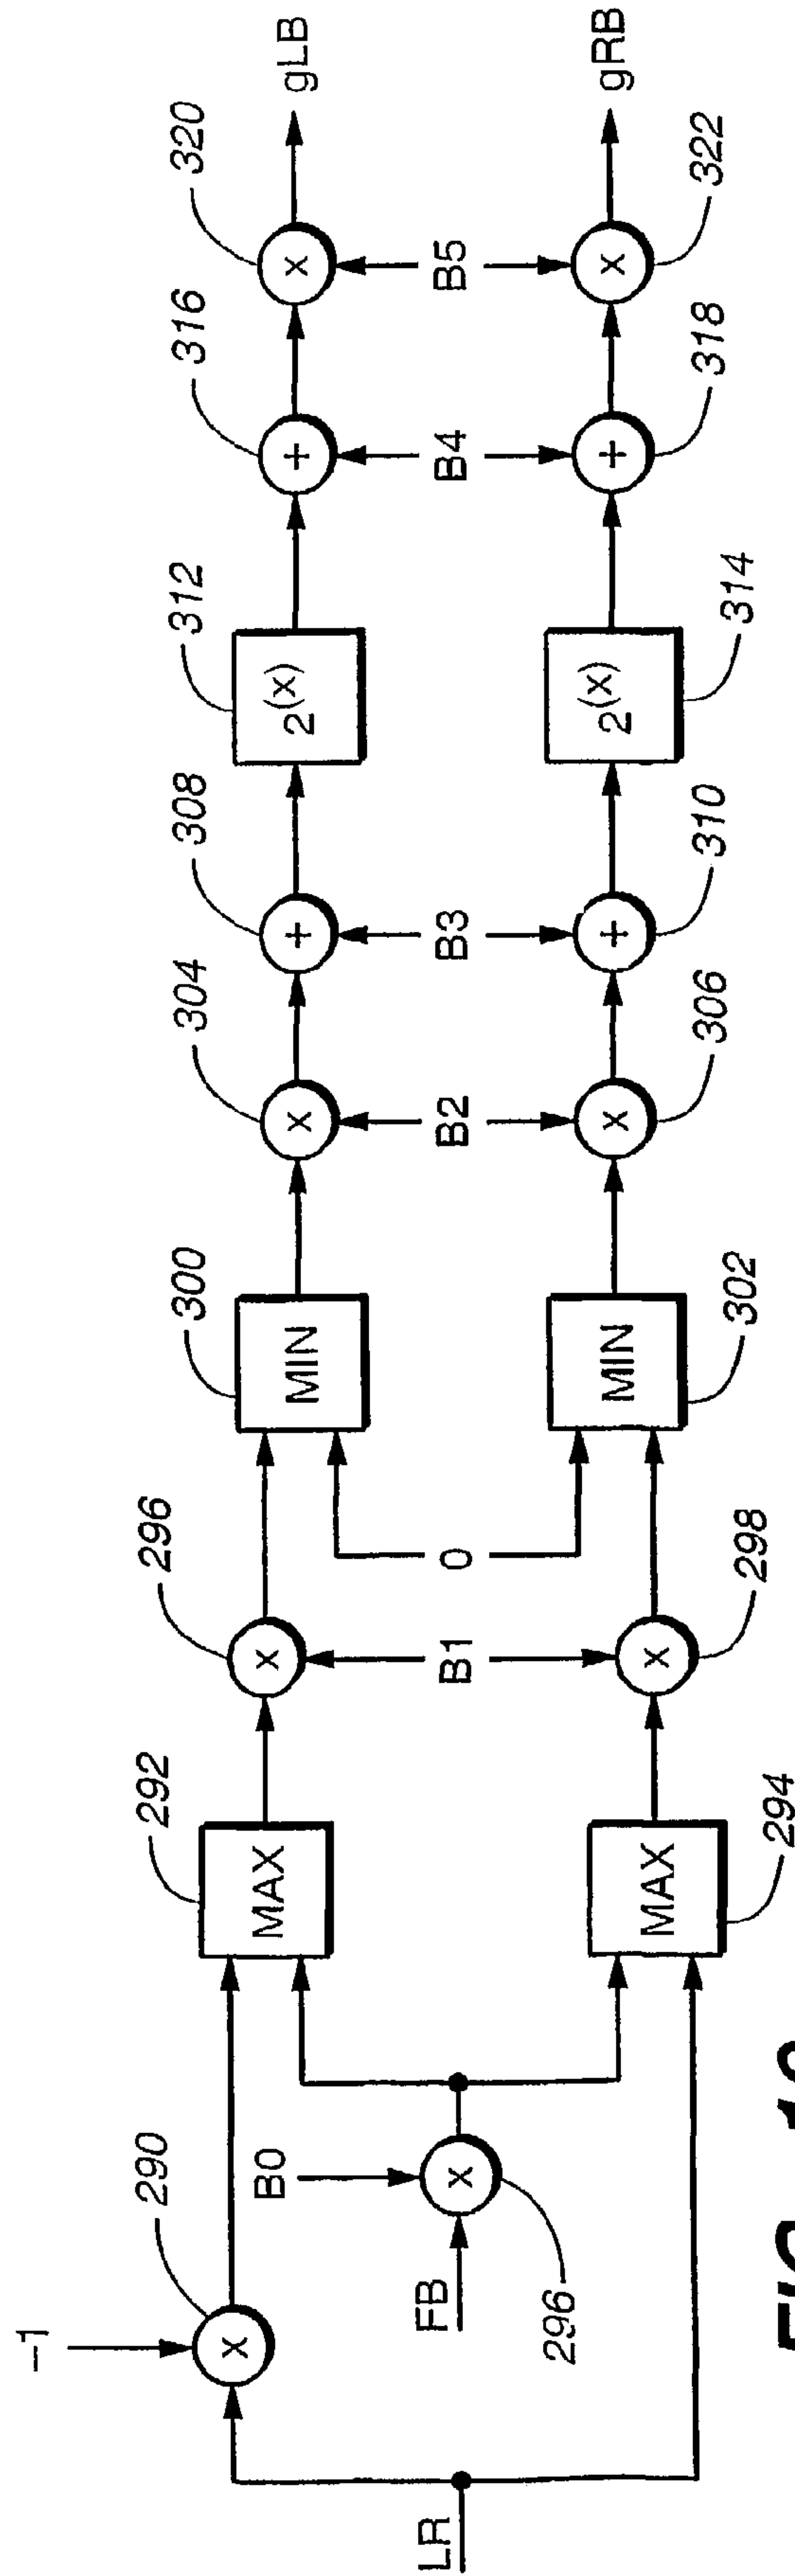 -1
290
LR
B0
FB
296
292
MAX
MAX
294
296
x
B1
x
298
0
300
MIN
MIN
302
304
x
B2
x
306
308
+
B3
+
310
312
2(x)
2(x)
314
316
+
B4
+
318
320
x
B5
x
322
gLB
gRB
x
x